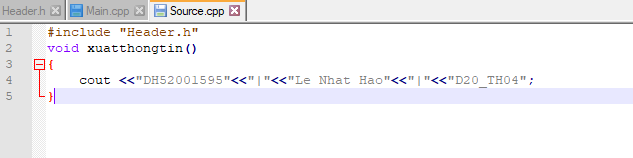 Header.h Main.cpp Source.cpp
1 #include "Header.h"
2 void xuatthongtin()
3 {
4 cout <<"DH52001595"<<"|"<<"Le Nhat Hao"<<"|"<<"D20_TH04";
5 }